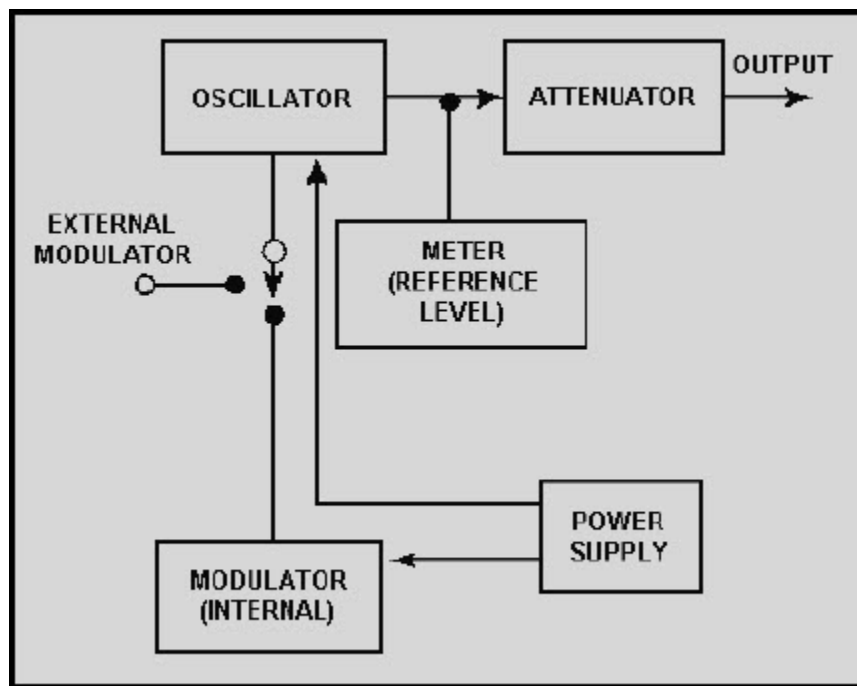 OSCILLATOR
ATTENUATOR
OUTPUT
EXTERNAL
MODULATOR
METER
(REFERENCE
LEVEL)
POWER
SUPPLY
MODULATOR
(INTERNAL)